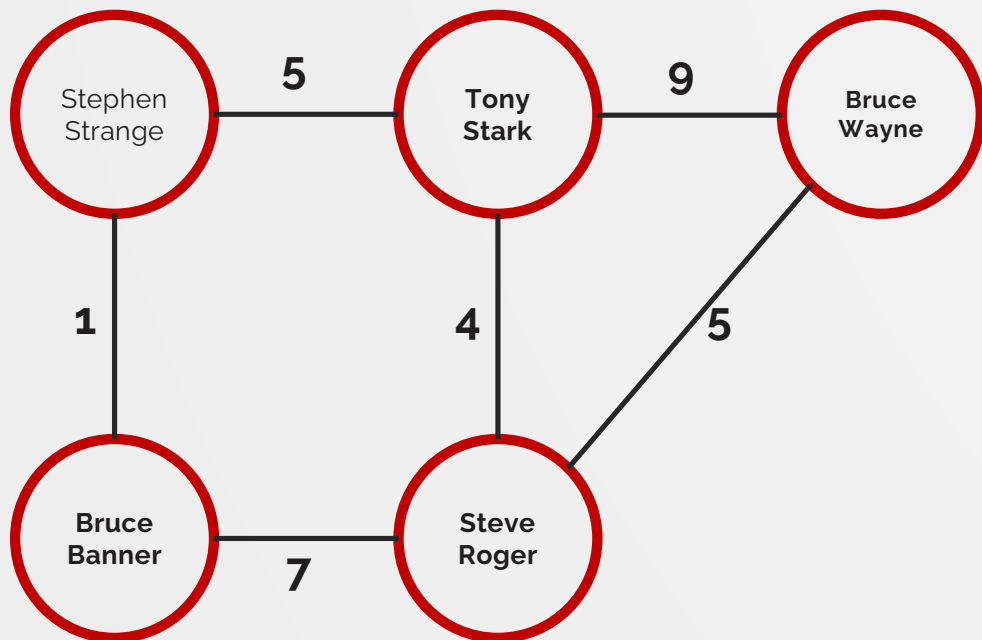 Stephen
Strange
5
Tony
Stark
9
Bruce
Wayne
1
4
5
Bruce
Banner
7
Steve
Roger